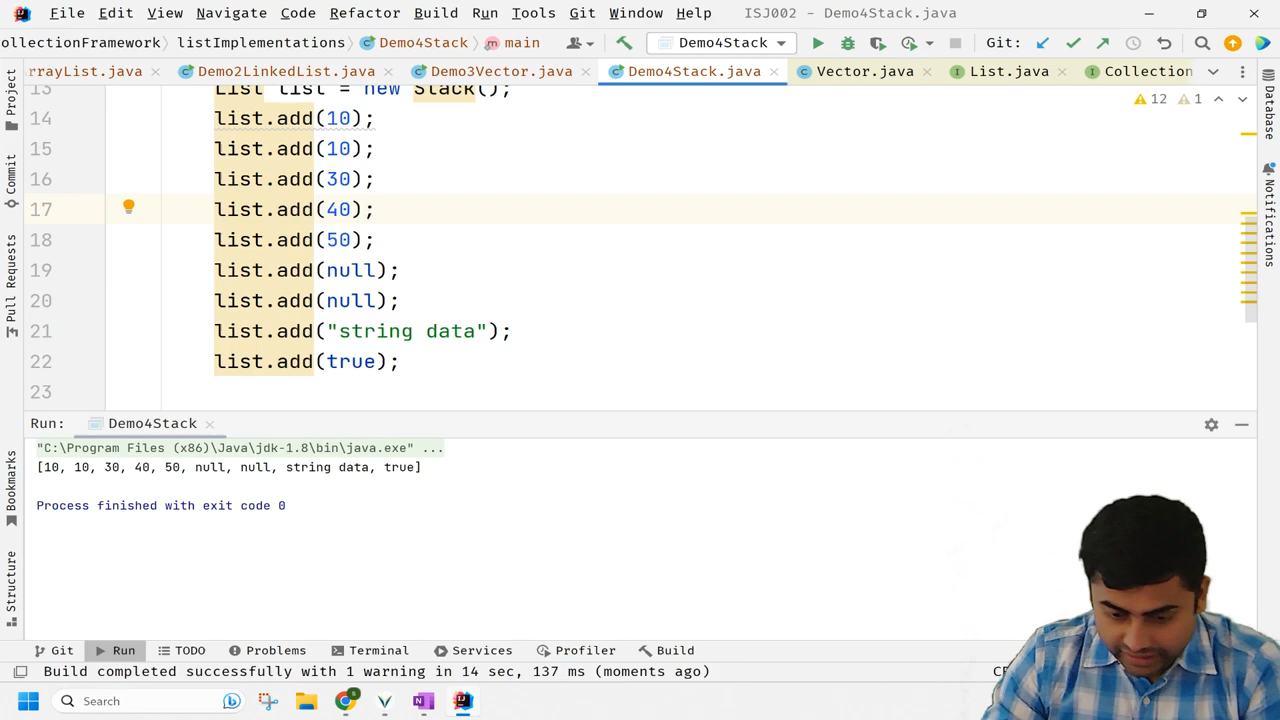 File Edit View Navigate Code Refactor Build Run Tools Git Window Help ISJ002 - Demo4Stack.java
ollectionFramework listImplementations Demo4Stack main Demo4Stack Git:
rrayList.java Demo2LinkedList.java Demo3Vector.java Demo4Stack.java Vector.java List.java Collection
12 1
13 List list = new Stack();
14 list.add(10);
15 list.add(10);
16 list.add(30);
17 list.add(40);
18 list.add(50);
19 list.add(null);
20 list.add(null);
21 list.add("string data");
22 list.add(true);
23
Project
Commit
Pull Requests
Bookmarks
Structure
Database
Notifications
Run: Demo4Stack
"C:\Program Files (x86)\Java\jdk-1.8\bin\java.exe" ...
[10, 10, 30, 40, 50, null, null, string data, true]
Process finished with exit code 0
Git Run TODO Problems Terminal Services Profiler Build
Build completed successfully with 1 warning in 14 sec, 137 ms (moments ago)
Search